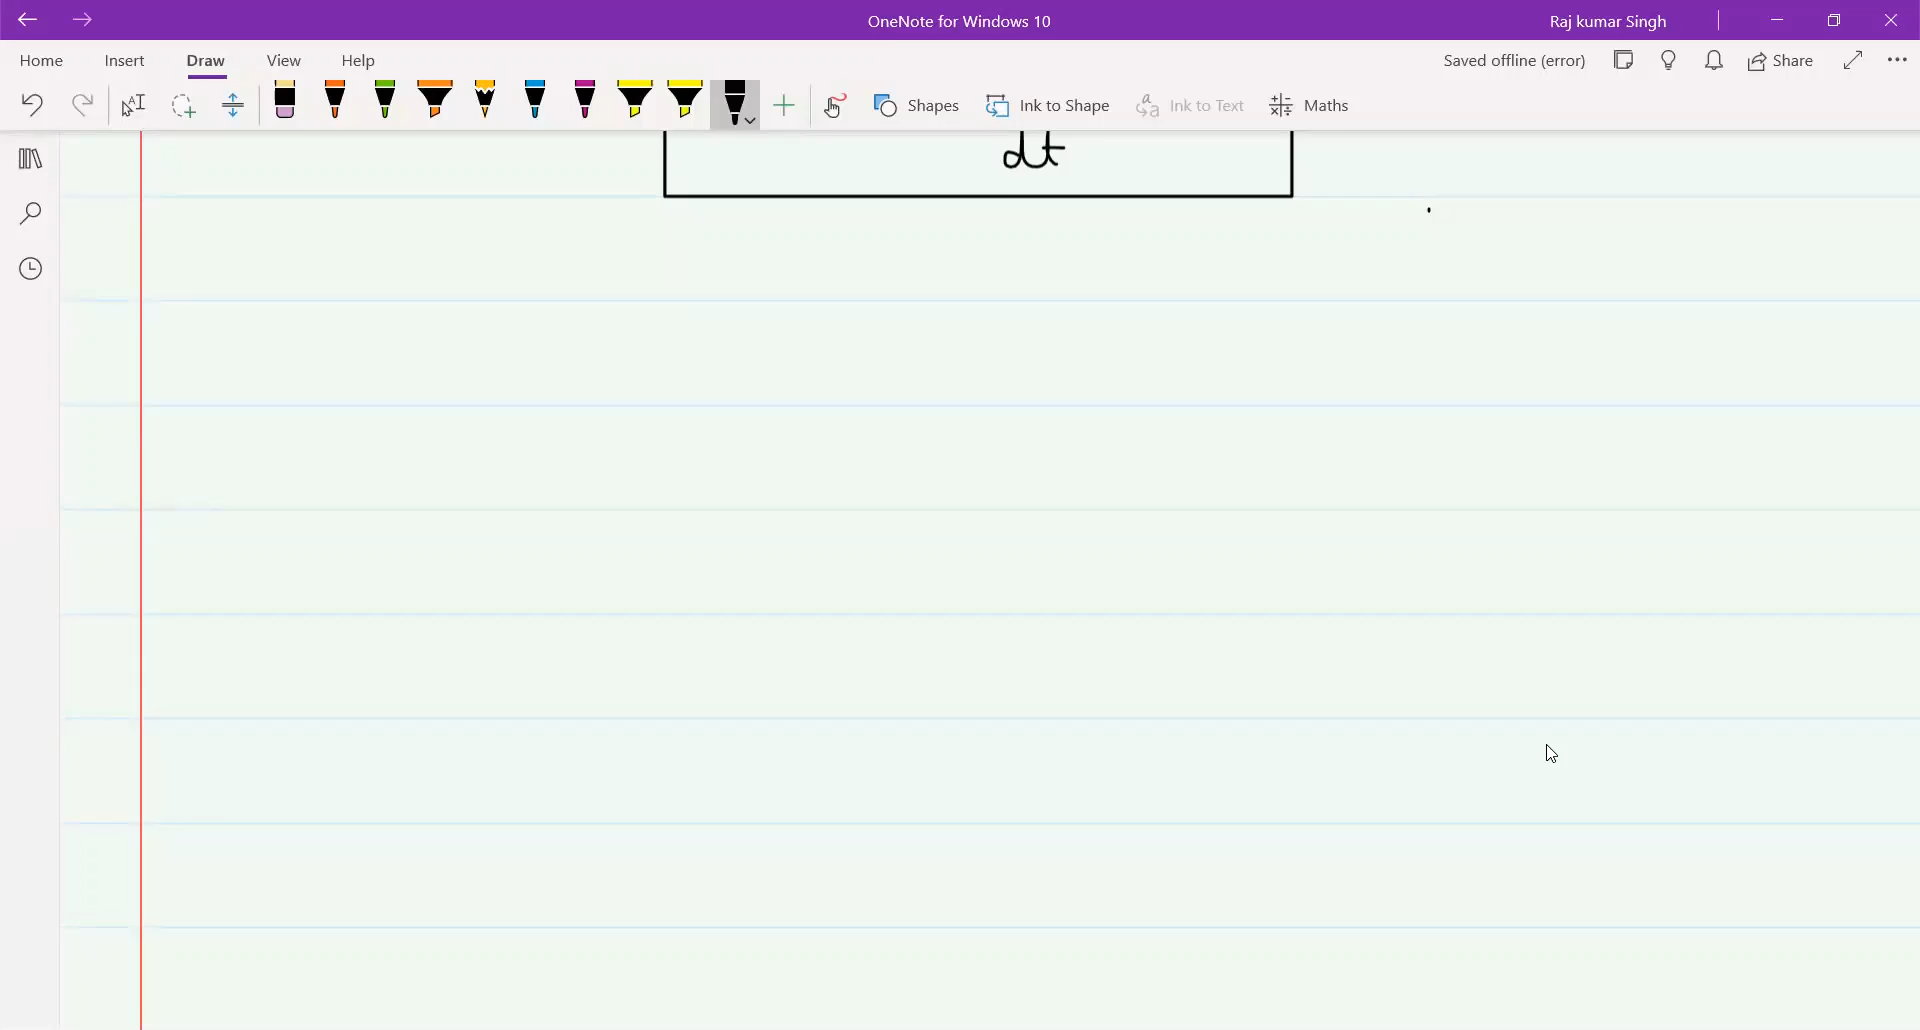 OneNote for Windows 10
Raj kumar Singh
Home Insert Draw View Help
Saved offline (error)
Share
Shapes
Ink to Shape
Ink to Text
Maths
dt